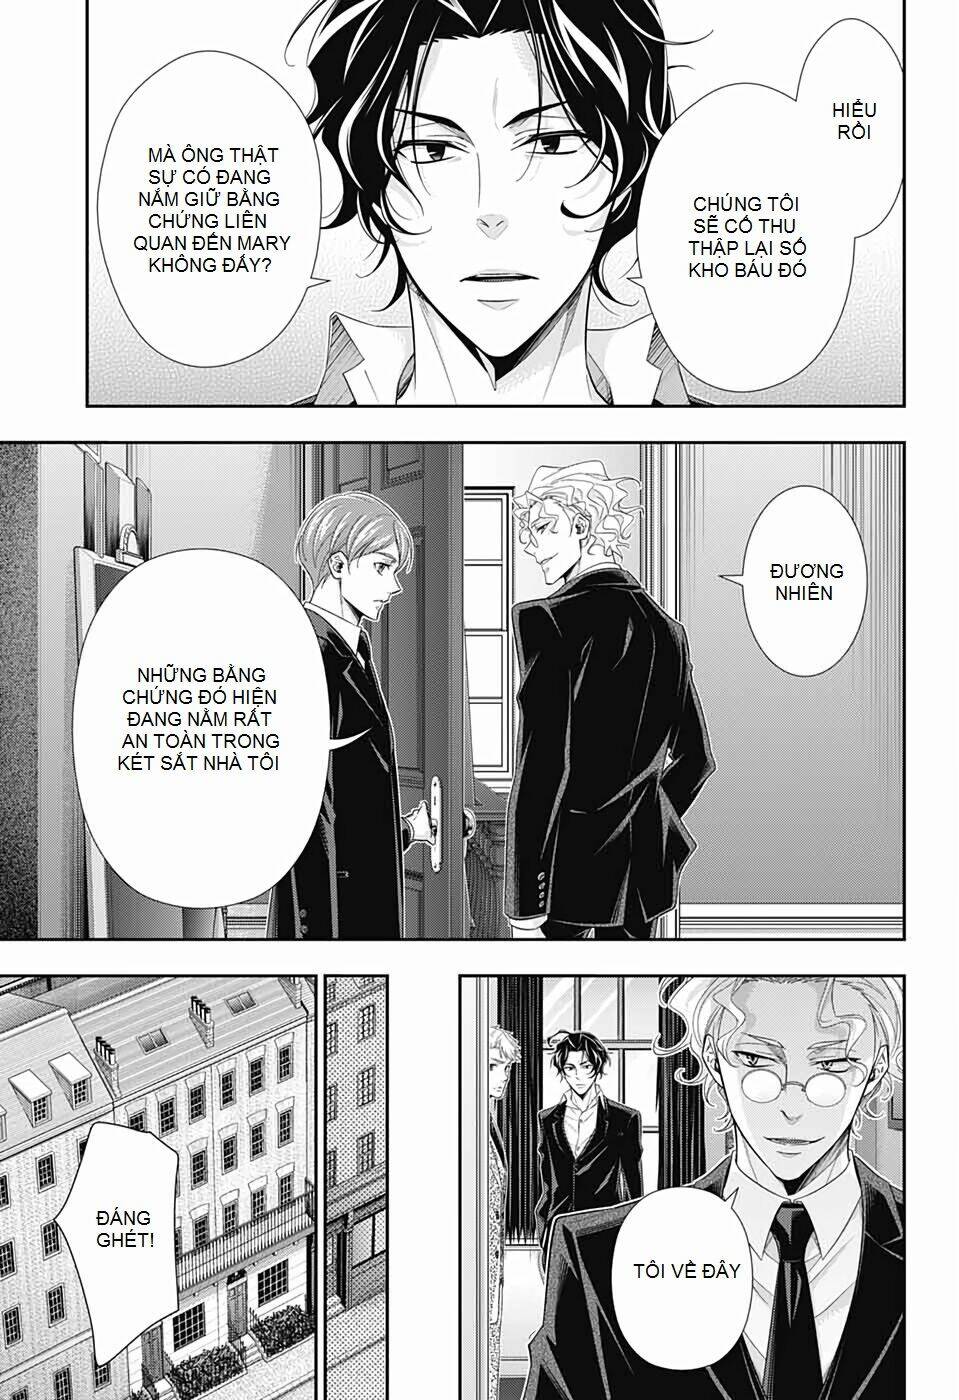 HIỂU
RỒI
CHÚNG TÔI
SẼ CỐ THU
THẬP LẠI SỐ
KHO BÁU ĐÓ
MÀ ÔNG THẬT
SỰ CÓ ĐANG
NẮM GIỮ BẰNG
CHỨNG LIÊN
QUAN ĐẾN MARY
KHÔNG ĐẤY?
ĐƯƠNG
NHIÊN
NHỮNG BẰNG
CHỨNG ĐÓ HIỆN
ĐANG NẰM RẤT
AN TOÀN TRONG
KÉT SẮT NHÀ TÔI
TÔI VỀ ĐÂY
ĐÁNG
GHÉT!